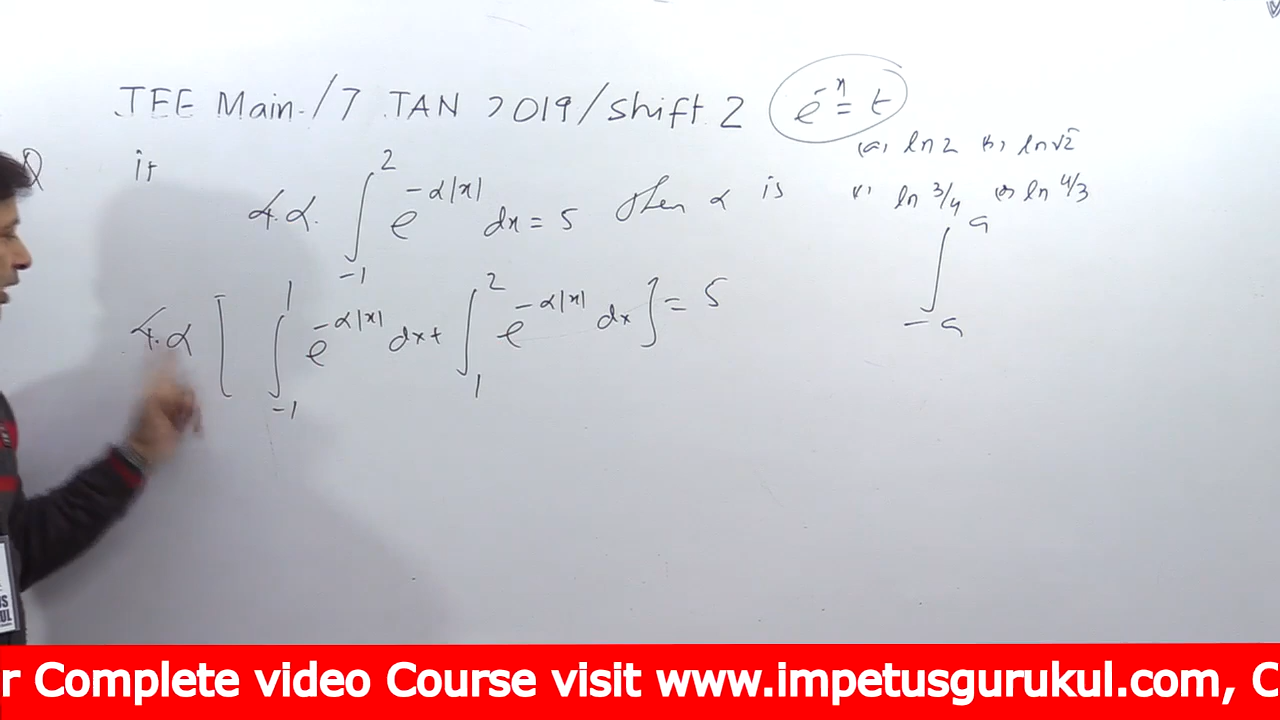 JEE Main./7 JAN 2019/Shift 2
e^-x = t
Q if
(a) ln 2 (b) ln √2
4.α. ∫_{-1}^{2} e^{-α|x|} dx = 5 then α is
ln 3/4 ln 4/3
∫_{-a}^{a}
4.α [ ∫_{-1}^{1} e^{-α|x|} dx + ∫_{1}^{2} e^{-α|x|} dx ] = 5
r Complete video Course visit www.impetusgurukul.com, C